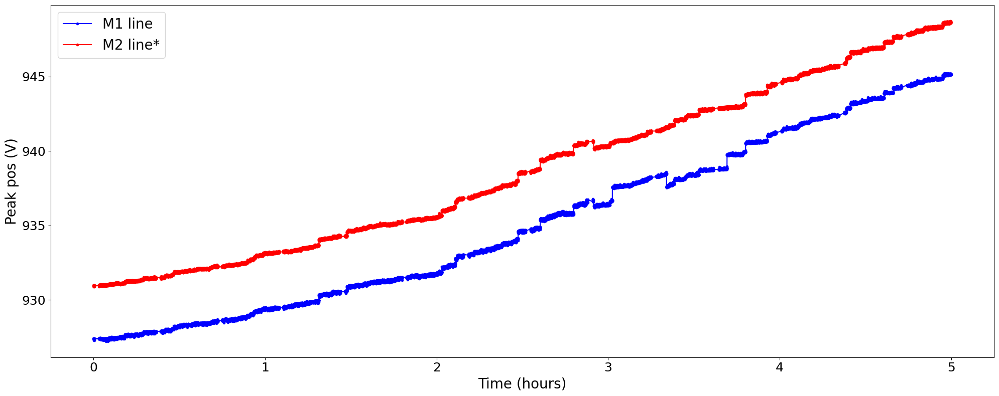 M1 line
M2 line*
945
940
935
930
Peak pos (V)
0 1 2 3 4 5
Time (hours)